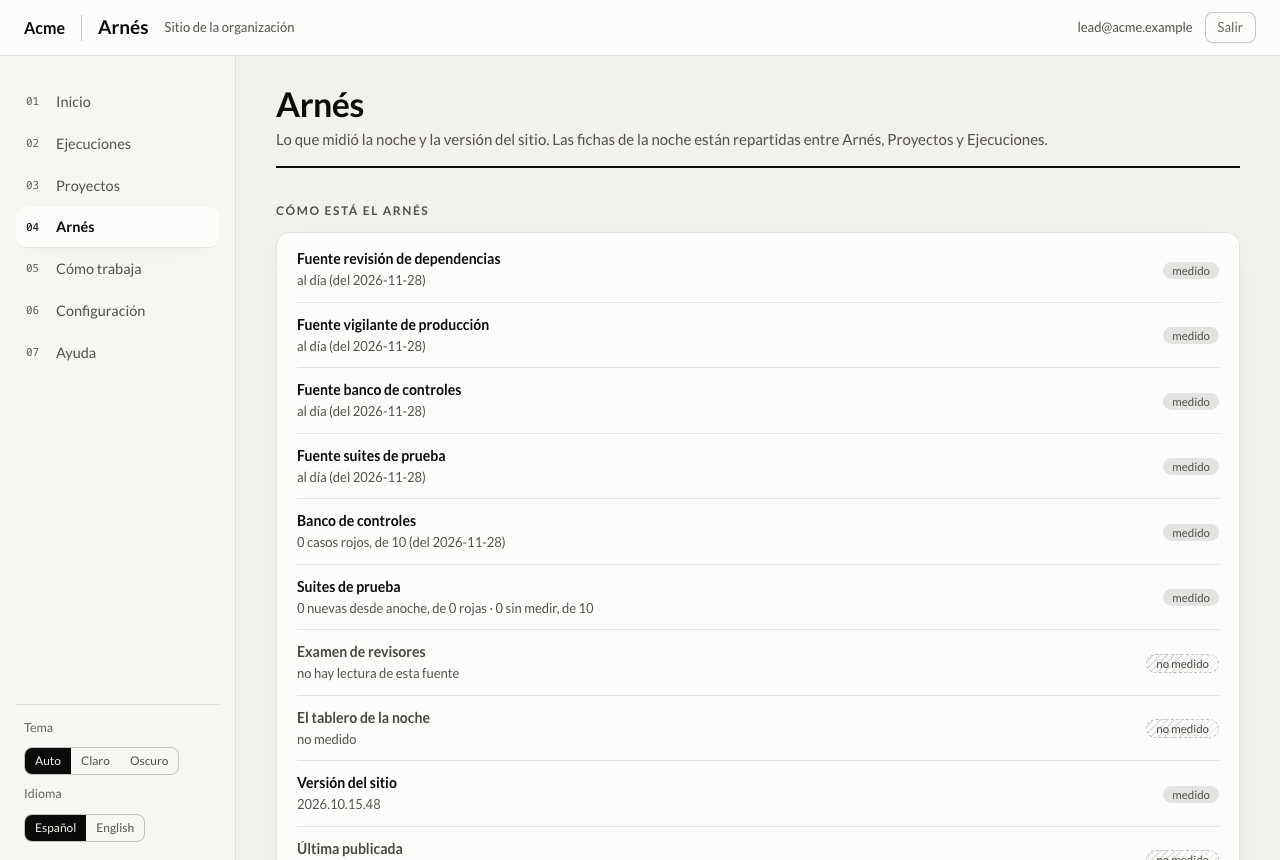 Acme
Arnés
Sitio de la organización
lead@acme.example
Salir
01 Inicio
02 Ejecuciones
03 Proyectos
04 Arnés
05 Cómo trabaja
06 Configuración
07 Ayuda
Tema
Auto Claro Oscuro
Idioma
Español English
Arnés
Lo que midió la noche y la versión del sitio. Las fichas de la noche están repartidas entre Arnés, Proyectos y Ejecuciones.
CÓMO ESTÁ EL ARNÉS
Fuente revisión de dependencias
al día (del 2026-11-28)
medido
Fuente vigilante de producción
al día (del 2026-11-28)
medido
Fuente banco de controles
al día (del 2026-11-28)
medido
Fuente suites de prueba
al día (del 2026-11-28)
medido
Banco de controles
0 casos rojos, de 10 (del 2026-11-28)
medido
Suites de prueba
0 nuevas desde anoche, de 0 rojas · 0 sin medir, de 10
medido
Examen de revisores
no hay lectura de esta fuente
no medido
El tablero de la noche
no medido
no medido
Versión del sitio
2026.10.15.48
medido
Última publicada
no medido